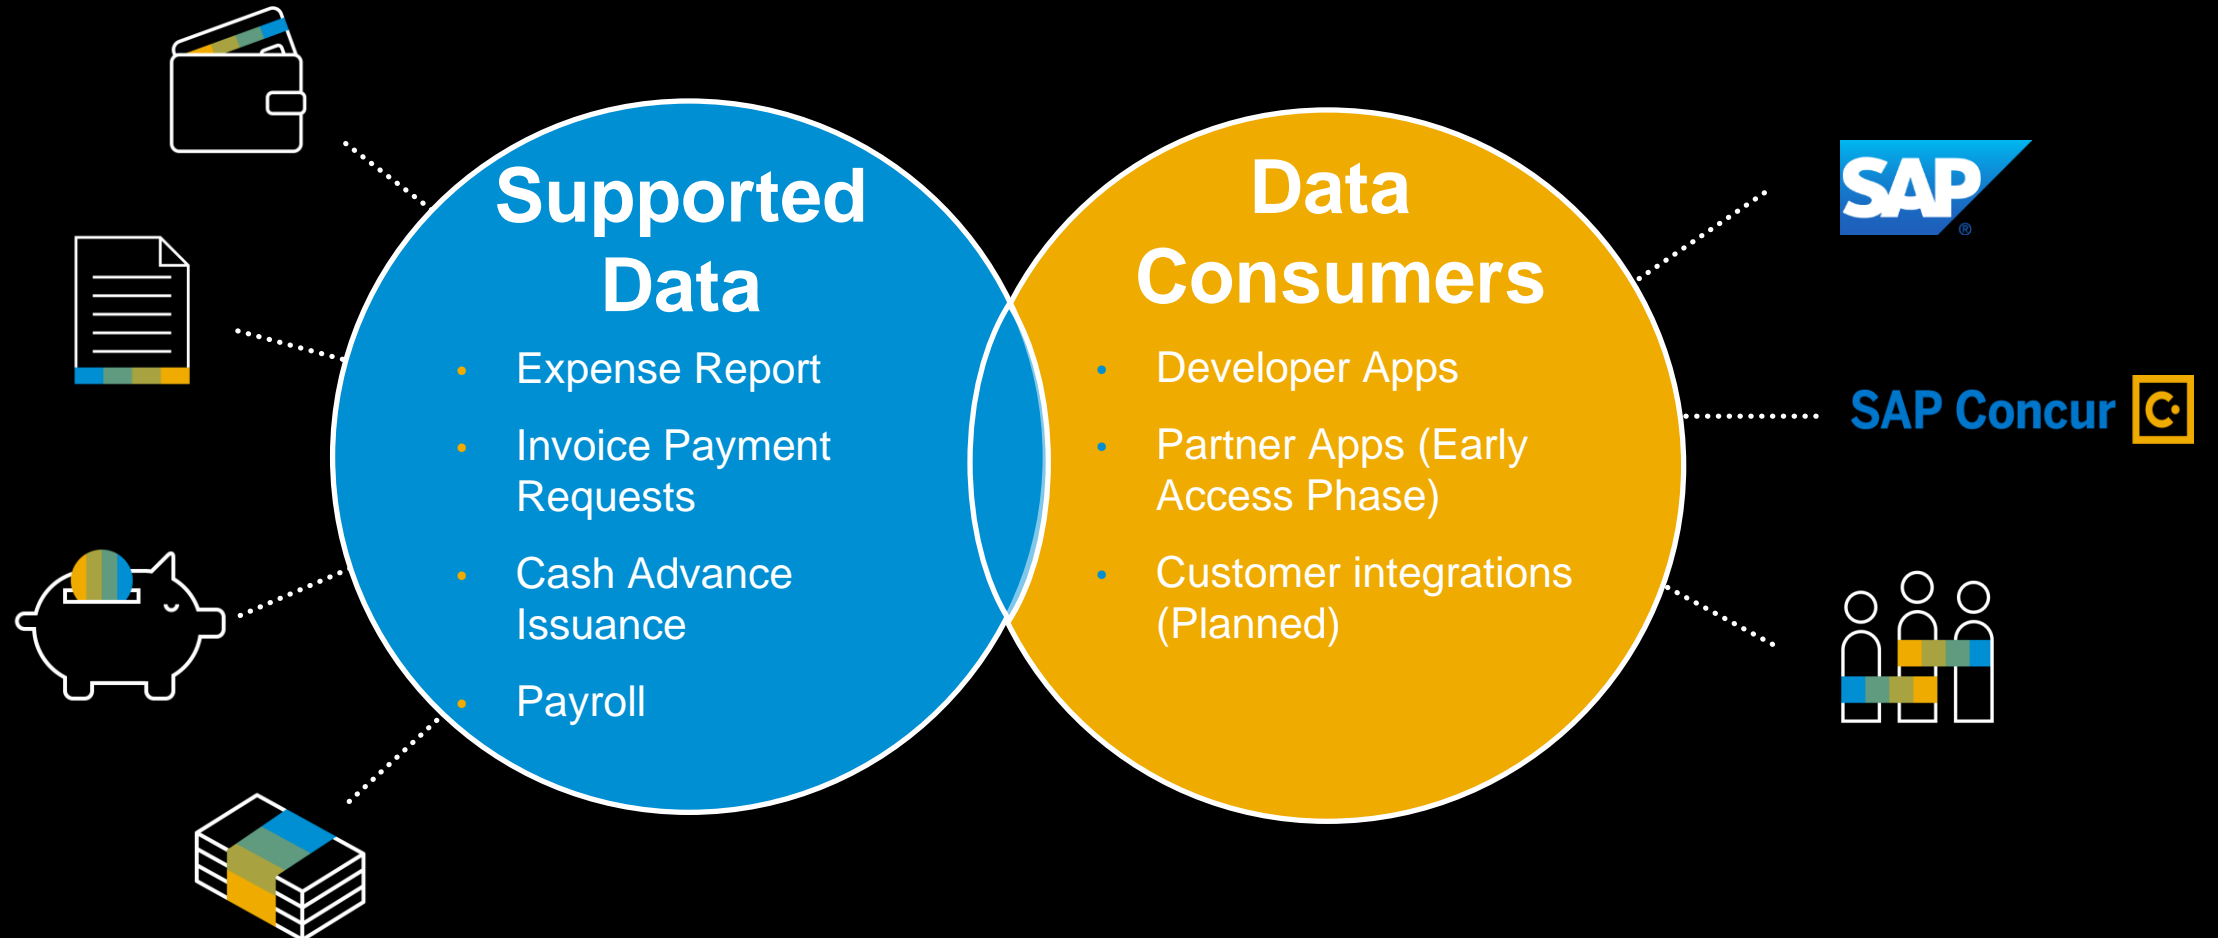 Supported
Data
• Expense Report
• Invoice Payment
Requests
• Cash Advance
Issuance
• Payroll
Data
Consumers
• Developer Apps
• Partner Apps (Early
Access Phase)
• Customer integrations
(Planned)
SAP®
SAP Concur C